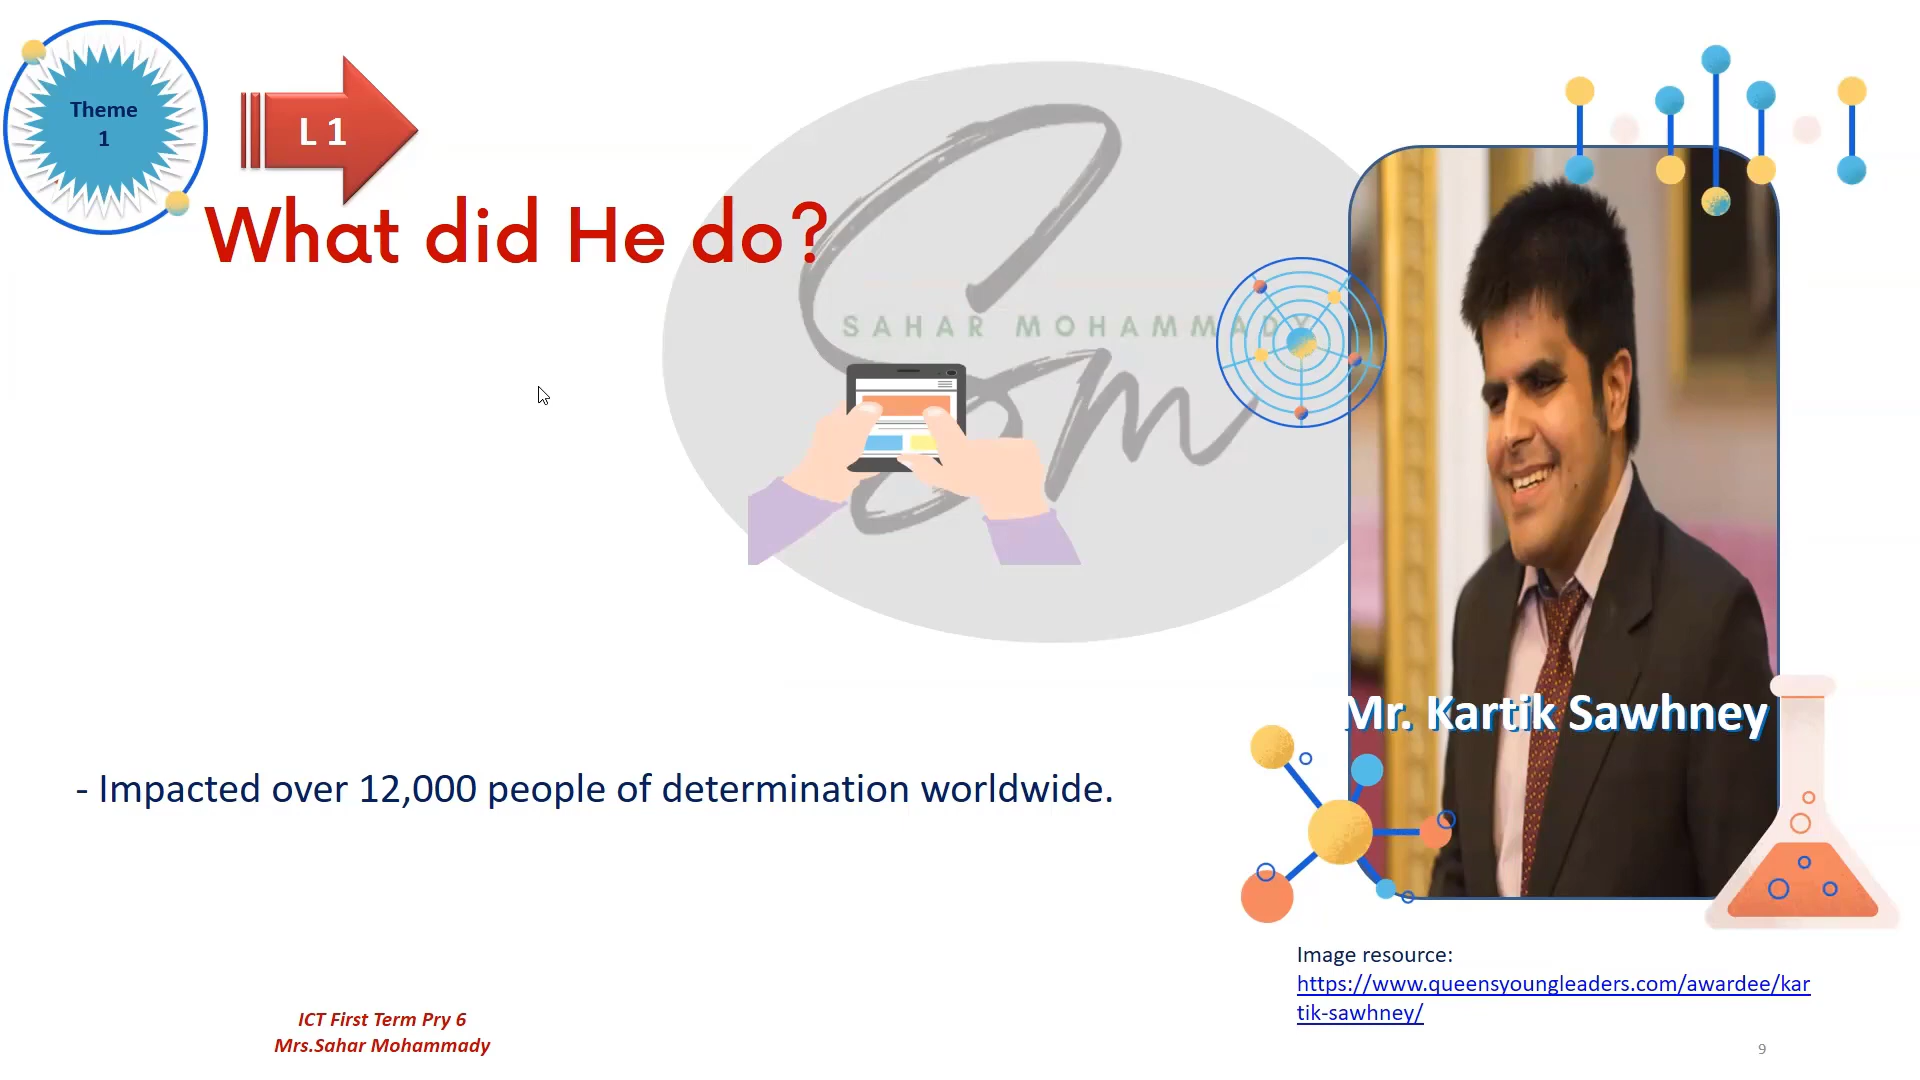 Theme
1
L 1
What did He do?
SAHAR MOHAMMADY
Som
Mr. Kartik Sawhney
- Impacted over 12,000 people of determination worldwide.
Image resource:
https://www.queensyoungleaders.com/awardee/kar
tik-sawhney/
ICT First Term Pry 6
Mrs.Sahar Mohammady
9